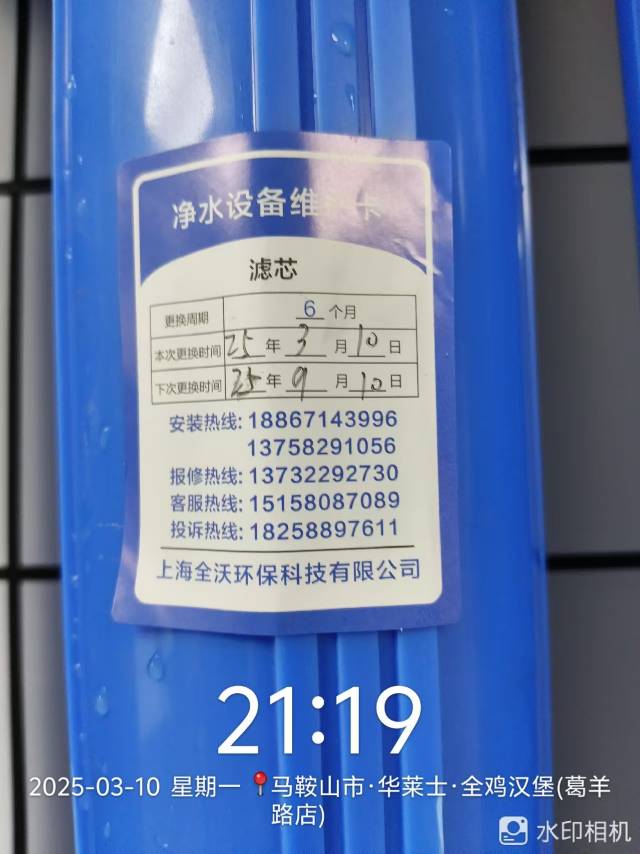 净水设备维护卡
滤芯
更换周期 6 个月
本次更换时间 25 年 3 月 10 日
下次更换时间 25 年 9 月 10 日
安装热线: 18867143996
13758291056
报修热线: 13732292730
客服热线: 15158087089
投诉热线: 18258897611
上海全沃环保科技有限公司
21:19
2025-03-10 星期一 📍马鞍山市·华莱士·全鸡汉堡(葛羊
路店)
水印相机